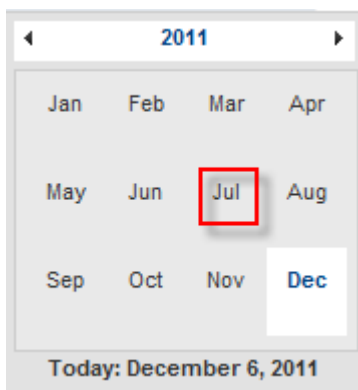 2011
Jan Feb Mar Apr
May Jun Jul Aug
Sep Oct Nov Dec
Today: December 6, 2011